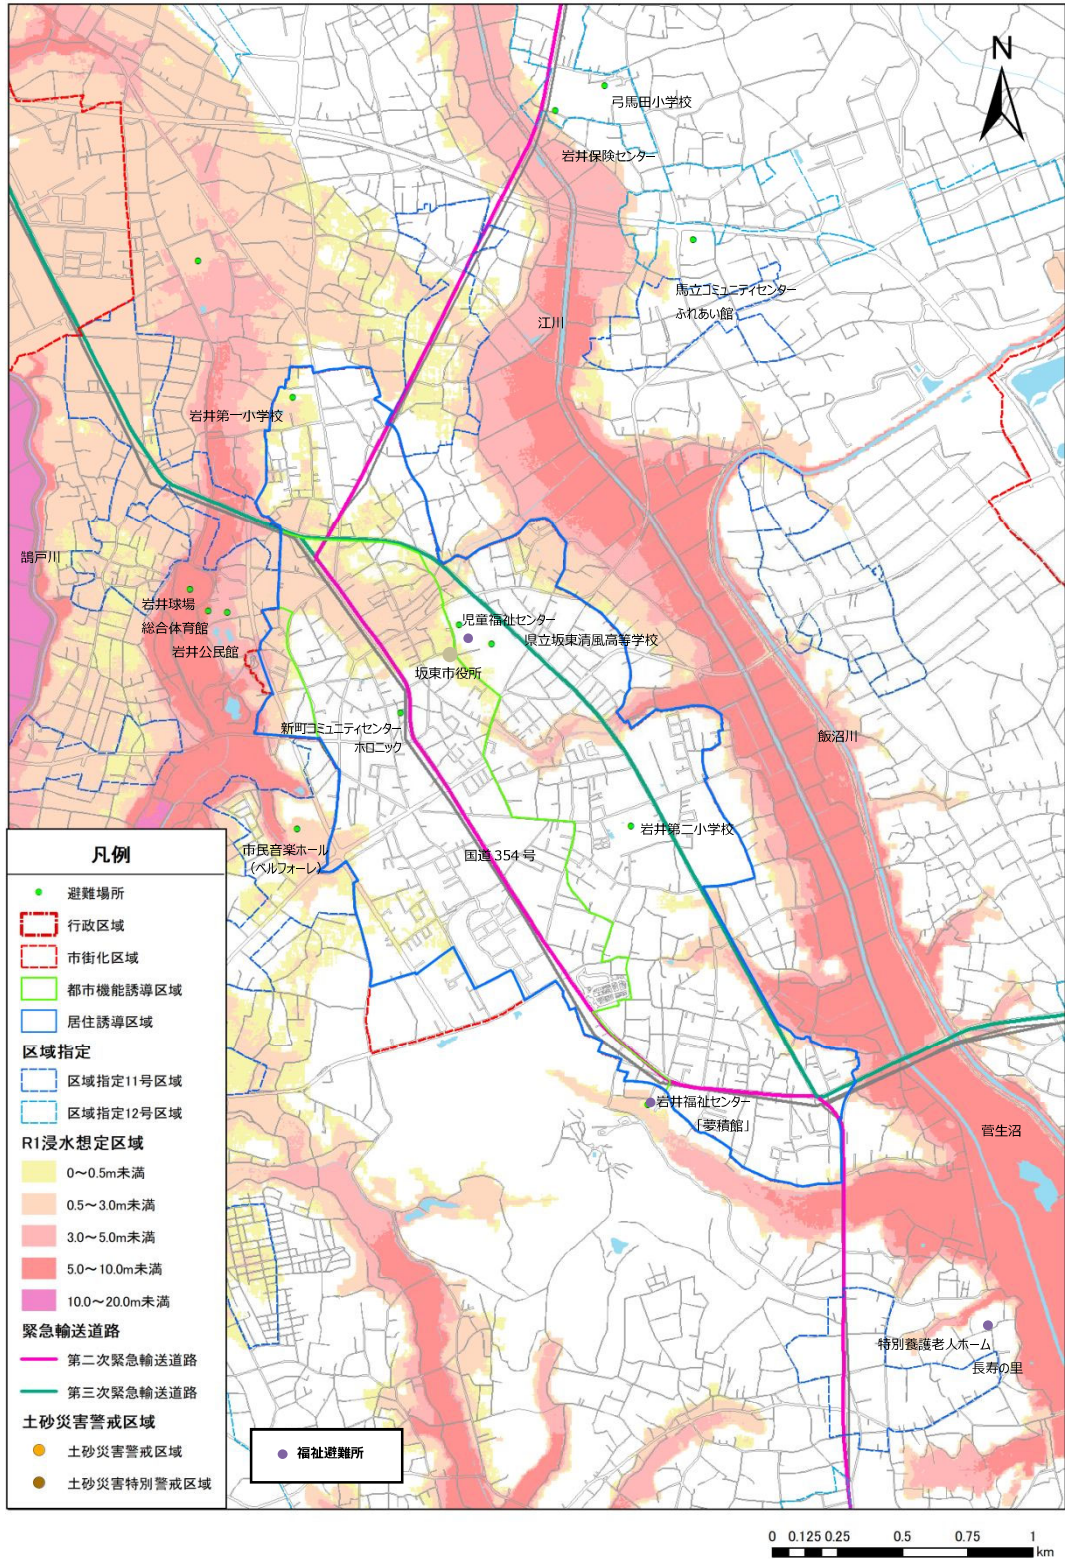 N
弓馬田小学校
岩井保険センター
馬立コミュニティセンター
ふれあい館
江川
岩井第一小学校
鵠戸川
岩井球場
総合体育館
岩井公民館
児童福祉センター
県立坂東清風高等学校
坂東市役所
新町コミュニティセンター
ホロニック
飯沼川
岩井第二小学校
市民音楽ホール
(ベルフォーレ)
国道354号
岩井福祉センター
「夢積館」
菅生沼
特別養護老人ホーム
長寿の里
凡例
避難場所
行政区域
市街化区域
都市機能誘導区域
居住誘導区域
区域指定
区域指定11号区域
区域指定12号区域
R1浸水想定区域
0～0.5m未満
0.5～3.0m未満
3.0～5.0m未満
5.0～10.0m未満
10.0～20.0m未満
緊急輸送道路
第二次緊急輸送道路
第三次緊急輸送道路
土砂災害警戒区域
土砂災害警戒区域
土砂災害特別警戒区域
福祉避難所
0 0.125 0.25 0.5 0.75 1
km